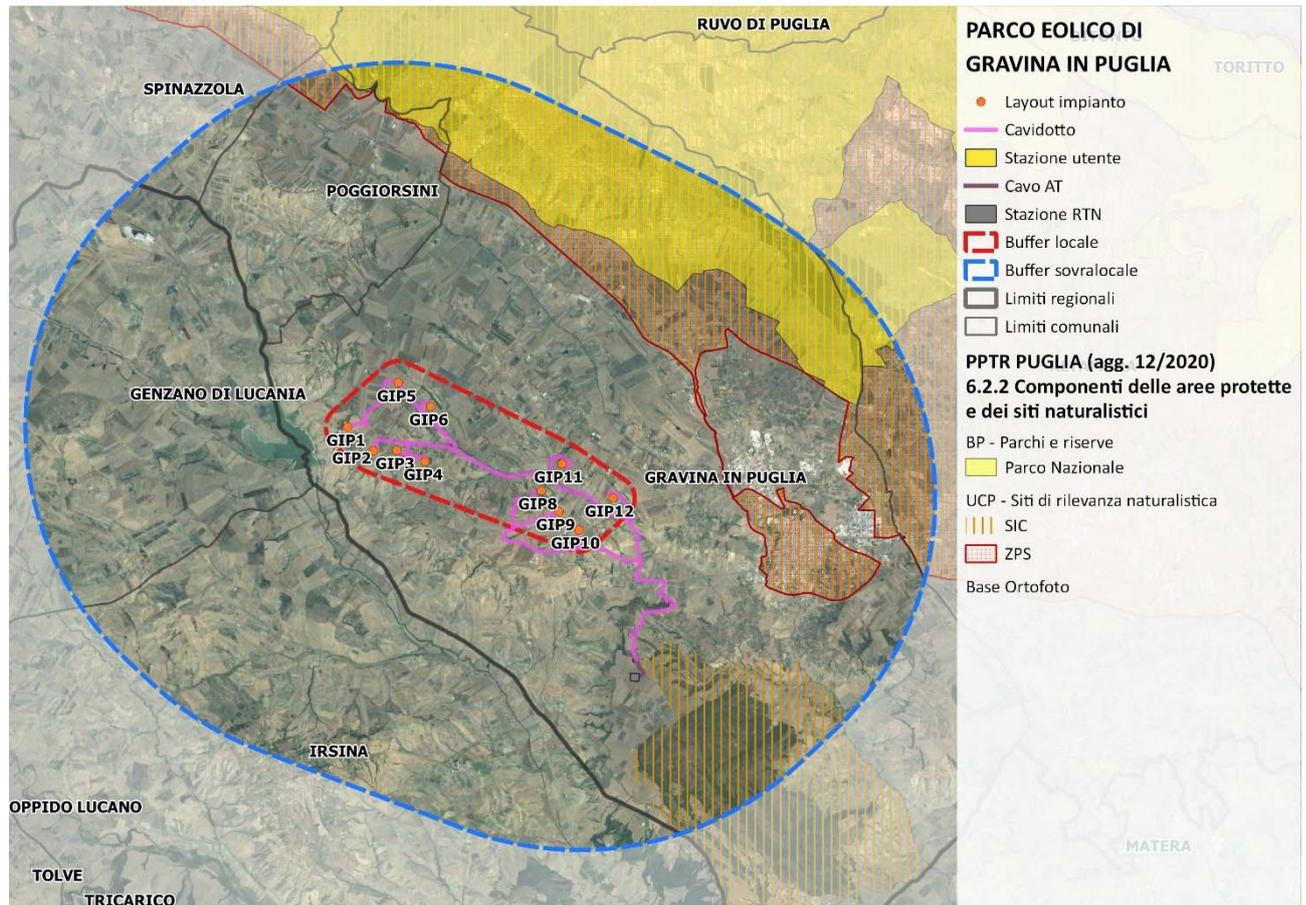 RUVO DI PUGLIA
SPINAZZOLA
POGGIORSINI
GENZANO DI LUCANIA
GIP5
GIP6
GIP1
GIP2
GIP3
GIP4
GIP11
GRAVINA IN PUGLIA
GIP8
GIP12
GIP9
GIP10
IRSINA
OPPIDO LUCANO
TOLVE
TRICARICO
PARCO EOLICO DI
GRAVINA IN PUGLIA
TORITTO
Layout impianto
Cavidotto
Stazione utente
Cavo AT
Stazione RTN
Buffer locale
Buffer sovralocale
Limiti regionali
Limiti comunali
PPTR PUGLIA (agg. 12/2020)
6.2.2 Componenti delle aree protette
e dei siti naturalistici
BP - Parchi e riserve
Parco Nazionale
UCP - Siti di rilevanza naturalistica
SIC
ZPS
Base Ortofoto
MATERA